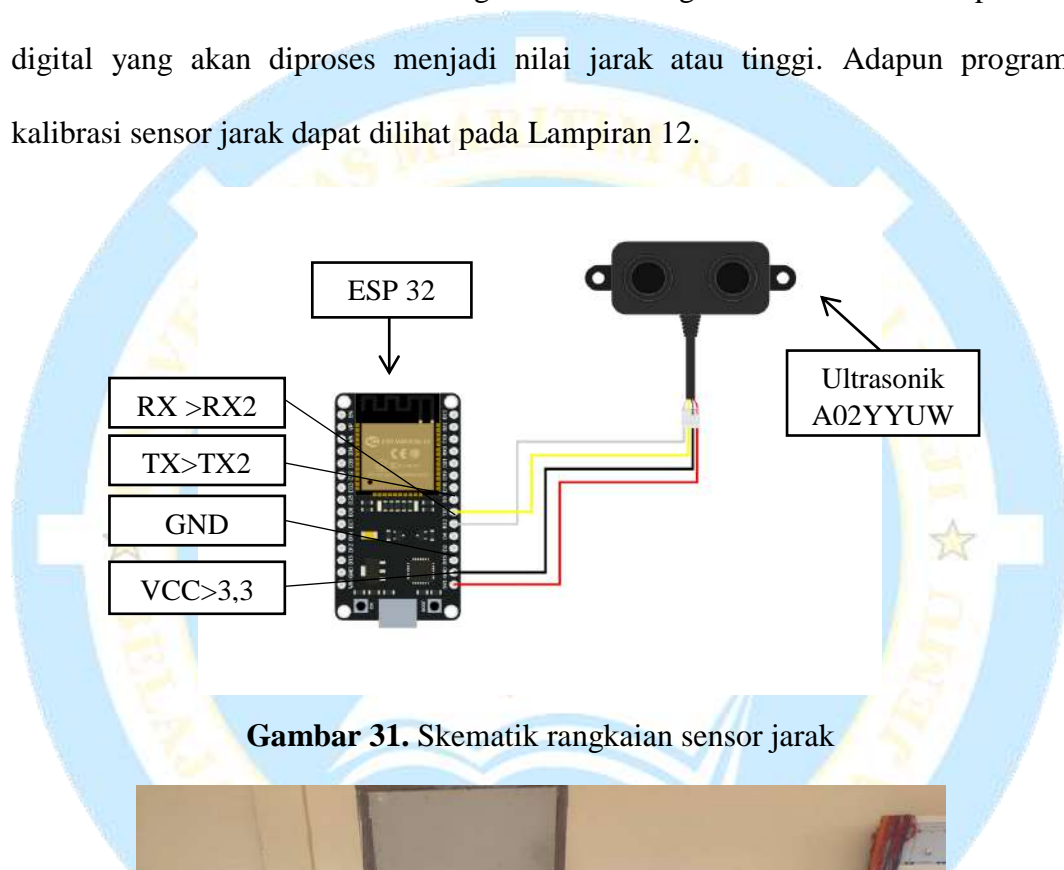 digital yang akan diproses menjadi nilai jarak atau tinggi. Adapun program
kalibrasi sensor jarak dapat dilihat pada Lampiran 12.
ESP 32
Ultrasonik
A02YYUW
RX >RX2
TX>TX2
GND
VCC>3,3
Gambar 31. Skematik rangkaian sensor jarak